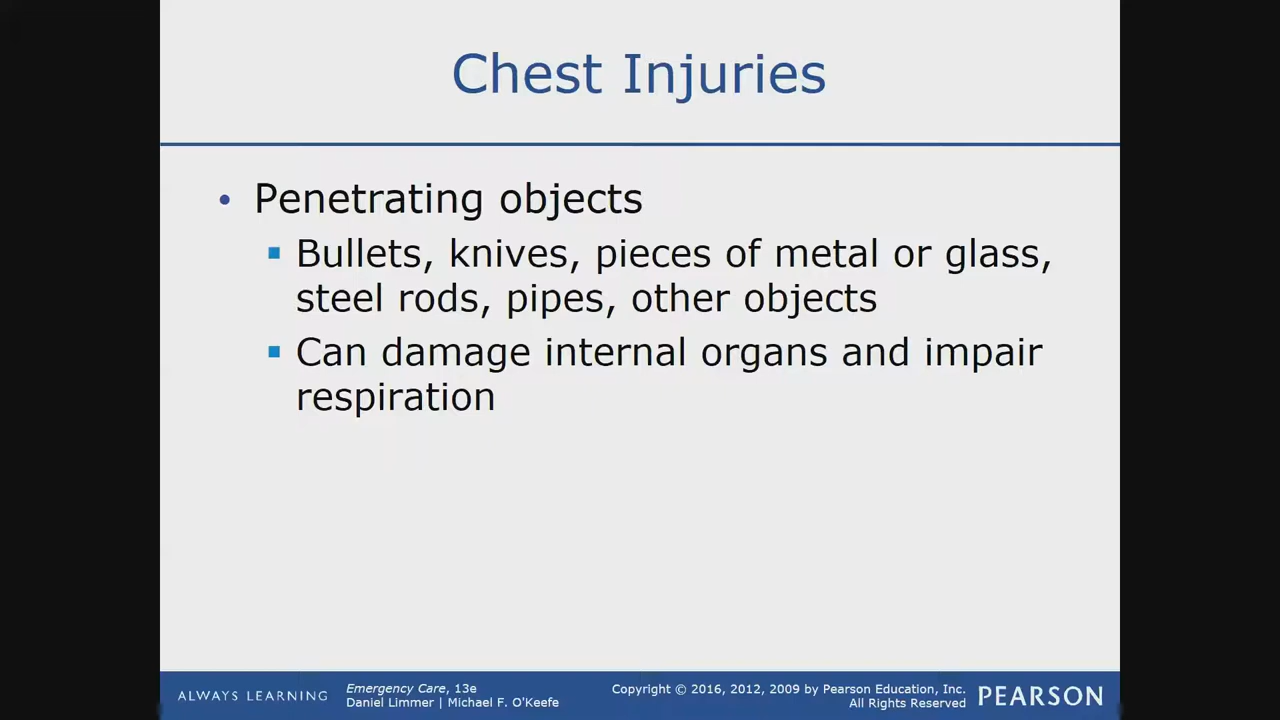 Chest Injuries
• Penetrating objects
▪ Bullets, knives, pieces of metal or glass,
steel rods, pipes, other objects
▪ Can damage internal organs and impair
respiration
ALWAYS LEARNING
Emergency Care, 13e
Daniel Limmer | Michael F. O'Keefe
Copyright © 2016, 2012, 2009 by Pearson Education, Inc.
All Rights Reserved
PEARSON